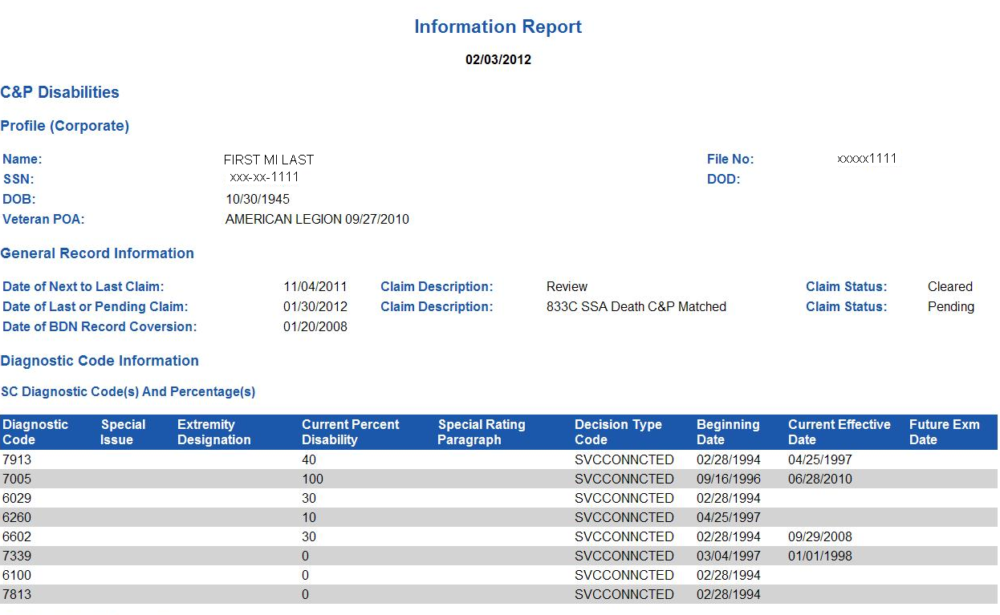 Information Report
02/03/2012
C&P Disabilities
Profile (Corporate)
Name: FIRST MI LAST File No: xxxxx1111
SSN: xxx-xx-1111 DOD:
DOB: 10/30/1945
Veteran POA: AMERICAN LEGION 09/27/2010
General Record Information
Date of Next to Last Claim: 11/04/2011 Claim Description: Review Claim Status: Cleared
Date of Last or Pending Claim: 01/30/2012 Claim Description: 833C SSA Death C&P Matched Claim Status: Pending
Date of BDN Record Coversion: 01/20/2008
Diagnostic Code Information
SC Diagnostic Code(s) And Percentage(s)
Diagnostic Special Extremity Current Percent Special Rating Decision Type Beginning Current Effective Future Exm
Code Issue Designation Disability Paragraph Code Date Date Date
7913 40 SVCCONNCTED 02/28/1994 04/25/1997
7005 100 SVCCONNCTED 09/16/1996 06/28/2010
6029 30 SVCCONNCTED 02/28/1994
6260 10 SVCCONNCTED 04/25/1997
6602 30 SVCCONNCTED 02/28/1994 09/29/2008
7339 0 SVCCONNCTED 03/04/1997 01/01/1998
6100 0 SVCCONNCTED 02/28/1994
7813 0 SVCCONNCTED 02/28/1994